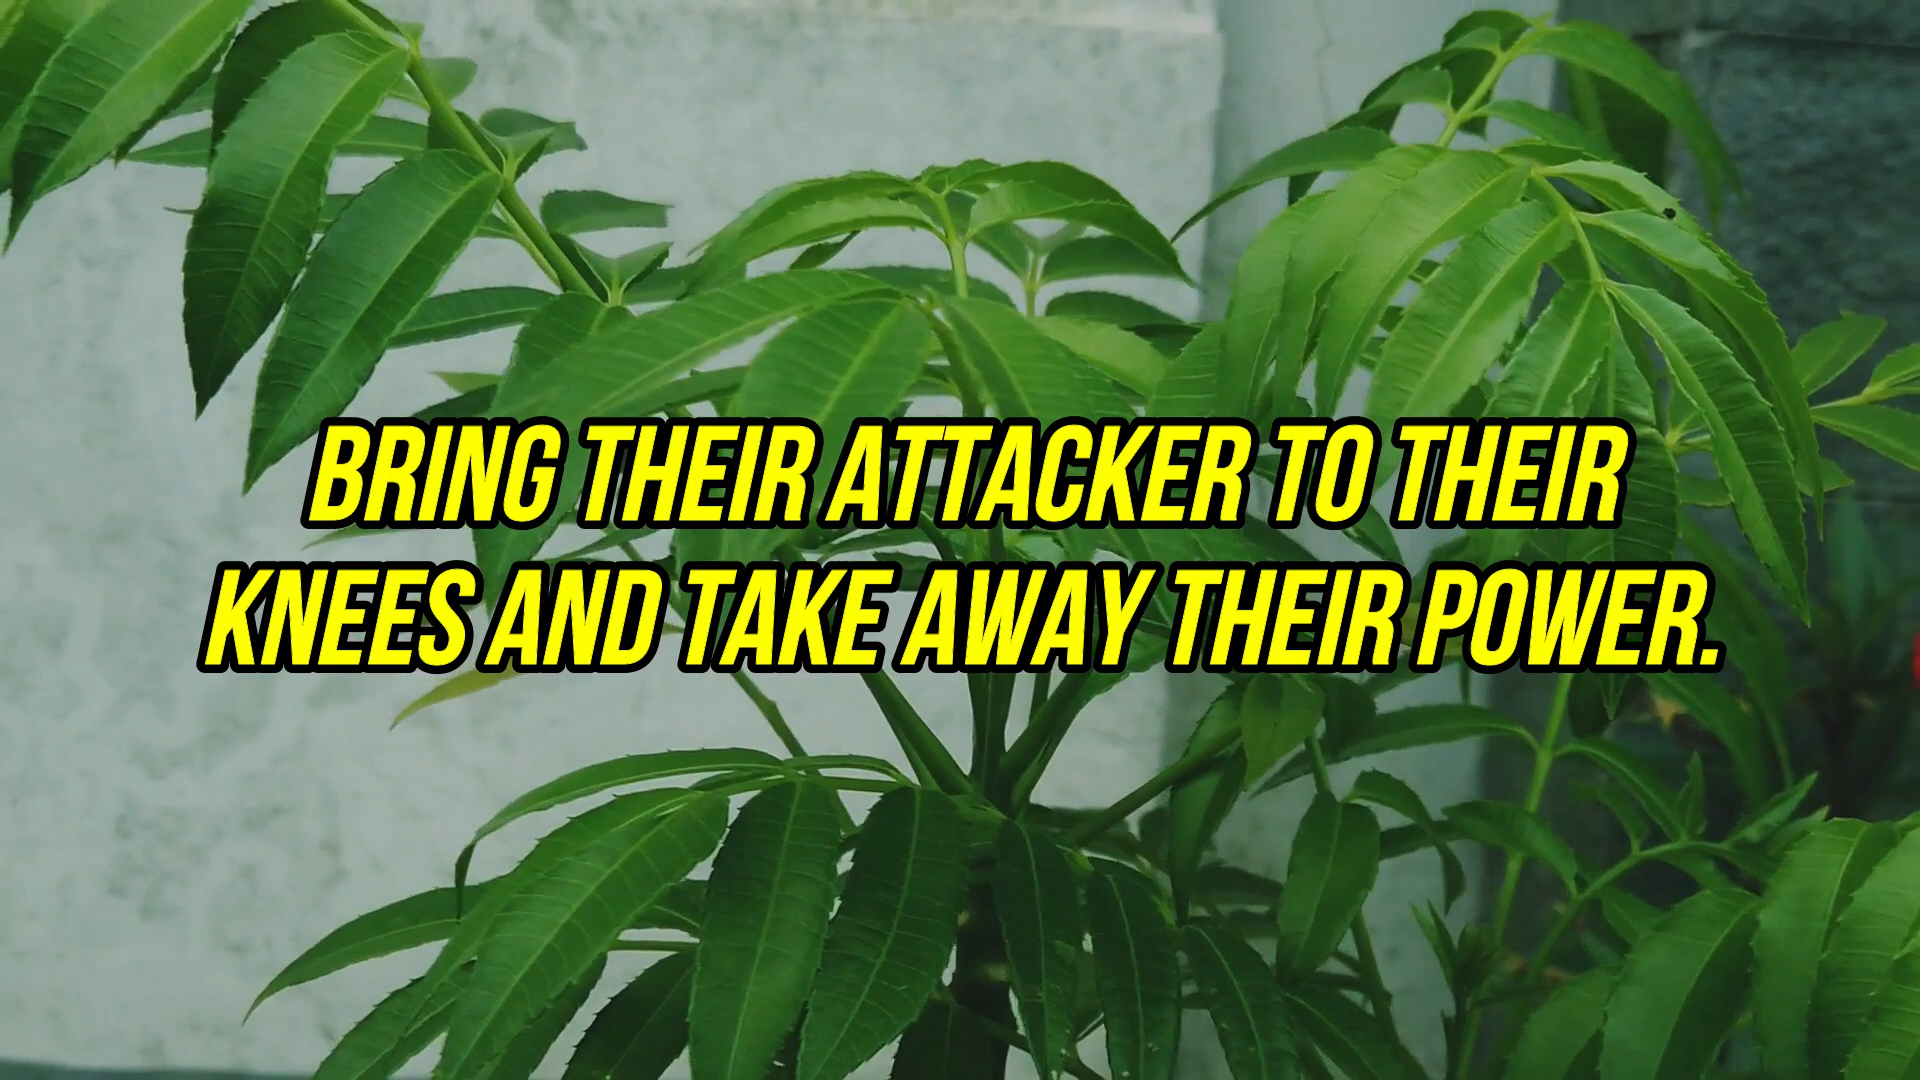 BRING THEIR ATTACKER TO THEIR
KNEES AND TAKE AWAY THEIR POWER.